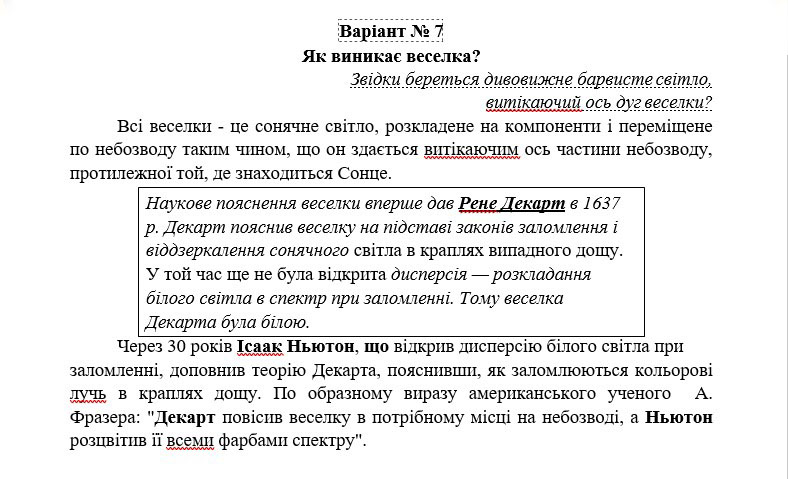 Варіант № 7
Як виникає веселка?
Звідки береться дивовижне барвисте світло,
витікаючий ось дуг веселки?
Всі веселки - це сонячне світло, розкладене на компоненти і переміщене
по небозводу таким чином, що он здається витікаючим ось частини небозводу,
протилежної той, де знаходиться Сонце.
Наукове пояснення веселки вперше дав Рене Декарт в 1637
р. Декарт пояснив веселку на підставі законів заломлення і
віддзеркалення сонячного світла в краплях випадного дощу.
У той час ще не була відкрита дисперсія — розкладання
білого світла в спектр при заломленні. Тому веселка
Декарта була білою.
Через 30 років Ісаак Ньютон, що відкрив дисперсію білого світла при
заломленні, доповнив теорію Декарта, пояснивши, як заломлюються кольорові
лучь в краплях дощу. По образному виразу американського ученого А.
Фразера: "Декарт повісив веселку в потрібному місці на небозводі, а Ньютон
розцвітив її всеми фарбами спектру".